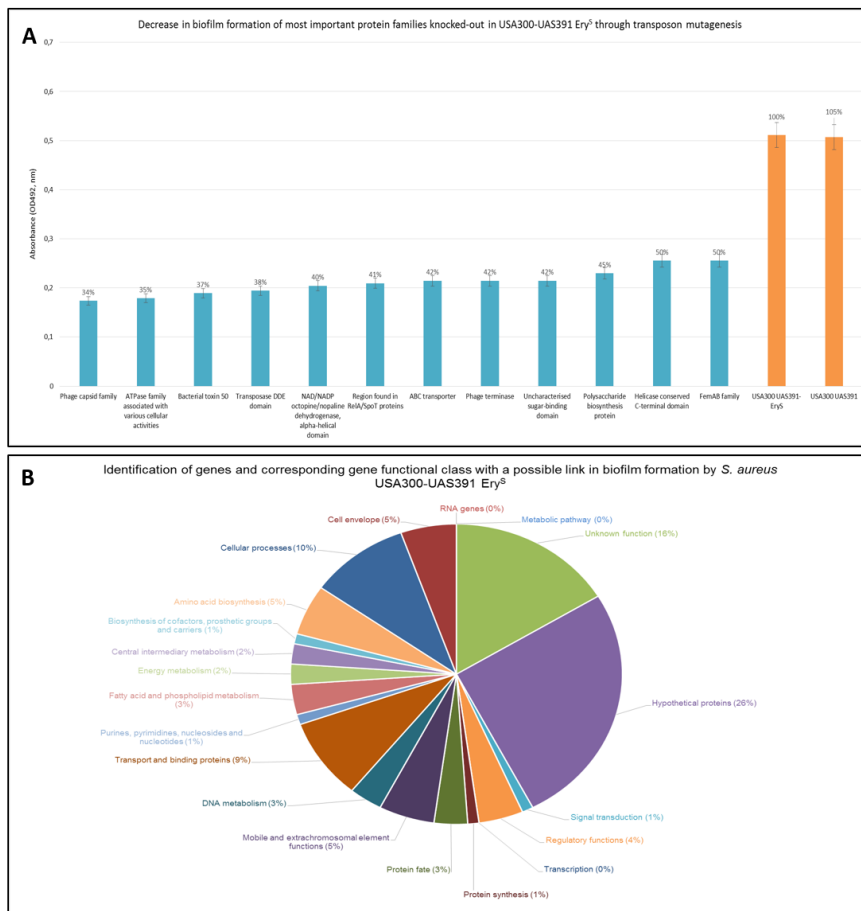 A
Decrease in biofilm formation of most important protein families knocked-out in USA300-UAS391 Eryˢ through transposon mutagenesis
Absorbance (OD492, nm)
0,7
0,6
0,5
0,4
0,3
0,2
0,1
0
34%
35%
37%
38%
40%
41%
42%
42%
42%
45%
50%
50%
100%
105%
Phage capsid family
ATPase family
associated with
various cellular
activities
Bacterial toxin 50
Transposase DDE
domain
NAD/NADP
octopine/nopaline
dehydrogenase,
alpha-helical
domain
Region found in
RelA/SpoT proteins
ABC transporter
Phage terminase
Uncharacterised
sugar-binding
domain
Polysaccharide
biosynthesis
protein
Helicase conserved
C-terminal domain
FemAB family
USA300 UAS391-
EryS
USA300 UAS391
B
Identification of genes and corresponding gene functional class with a possible link in biofilm formation by S. aureus
USA300-UAS391 Eryˢ
RNA genes (0%)
Metabolic pathway (0%)
Unknown function (16%)
Hypothetical proteins (26%)
Signal transduction (1%)
Regulatory functions (4%)
Transcription (0%)
Protein synthesis (1%)
Protein fate (3%)
Mobile and extrachromosomal element
functions (5%)
DNA metabolism (3%)
Transport and binding proteins (9%)
Purines, pyrimidines, nucleosides and
nucleotides (1%)
Fatty acid and phospholipid metabolism
(3%)
Energy metabolism (2%)
Central intermediary metabolism (2%)
Biosynthesis of cofactors, prosthetic groups
and carriers (1%)
Amino acid biosynthesis (5%)
Cellular processes (10%)
Cell envelope (5%)